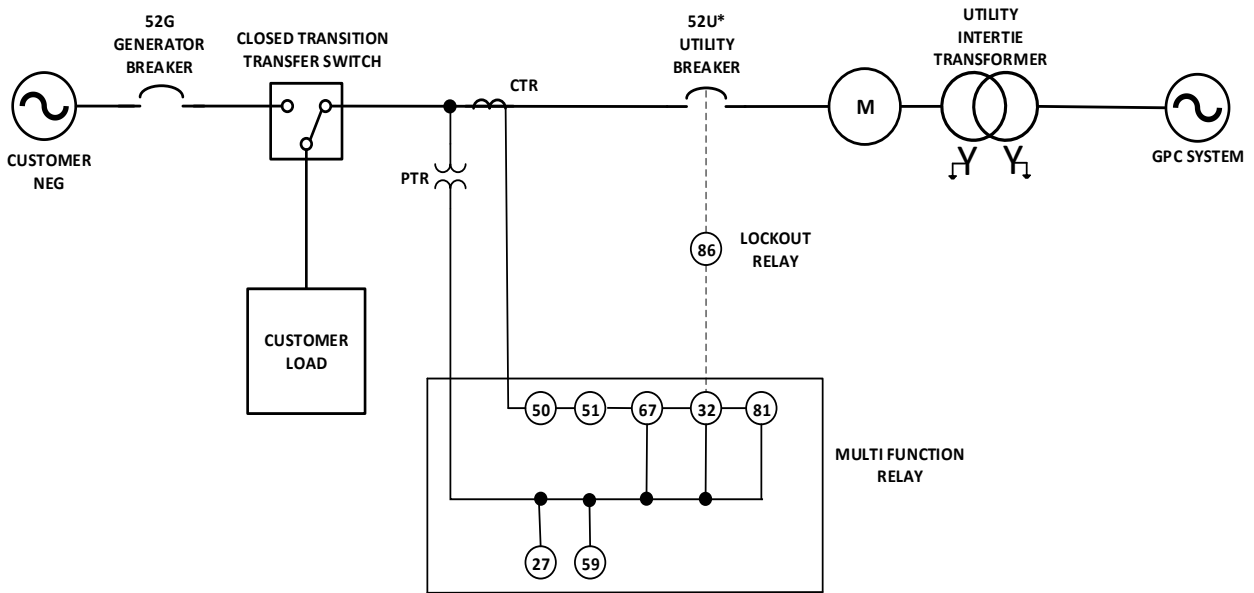 52G
GENERATOR
BREAKER
CLOSED TRANSITION
TRANSFER SWITCH
CTR
52U*
UTILITY
BREAKER
UTILITY
INTERTIE
TRANSFORMER
M
CUSTOMER
NEG
GPC SYSTEM
PTR
86
LOCKOUT
RELAY
CUSTOMER
LOAD
50
51
67
32
81
MULTI FUNCTION
RELAY
27
59